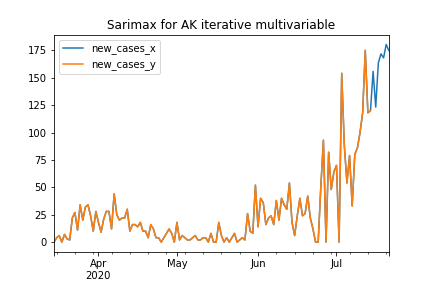 Sarimax for AK iterative multivariable
new_cases_x
new_cases_y
175
150
125
100
75
50
25
0
Apr
2020
May
Jun
Jul